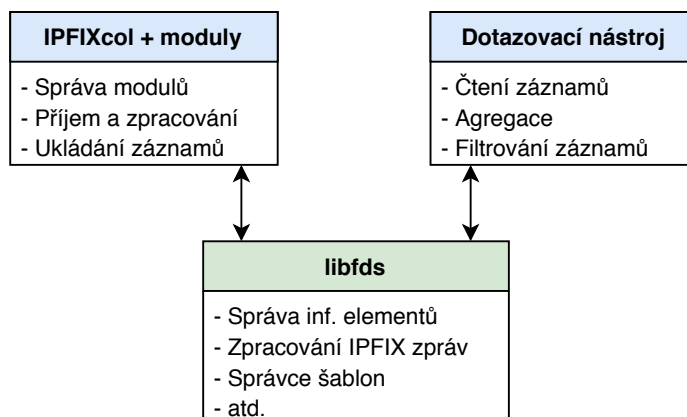 IPFIXcol + moduly
- Správa modulů
- Příjem a zpracování
- Ukládání záznamů
Dotazovací nástroj
- Čtení záznamů
- Agregace
- Filtrování záznamů
libfds
- Správa inf. elementů
- Zpracování IPFIX zpráv
- Správce šablon
- atd.